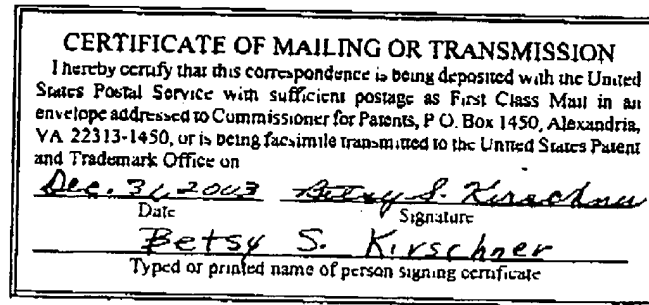 CERTIFICATE OF MAILING OR TRANSMISSION
I hereby certify that this correspondence is being deposited with the United
States Postal Service with sufficient postage as First Class Mail in an
envelope addressed to Commissioner for Patents, P O. Box 1450, Alexandria,
VA 22313-1450, or is being facsimile transmitted to the United States Patent
and Trademark Office on
Dec. 31, 2003 Betsy S. Kirschner
Date Signature
Betsy S. Kirschner
Typed or printed name of person signing certificate